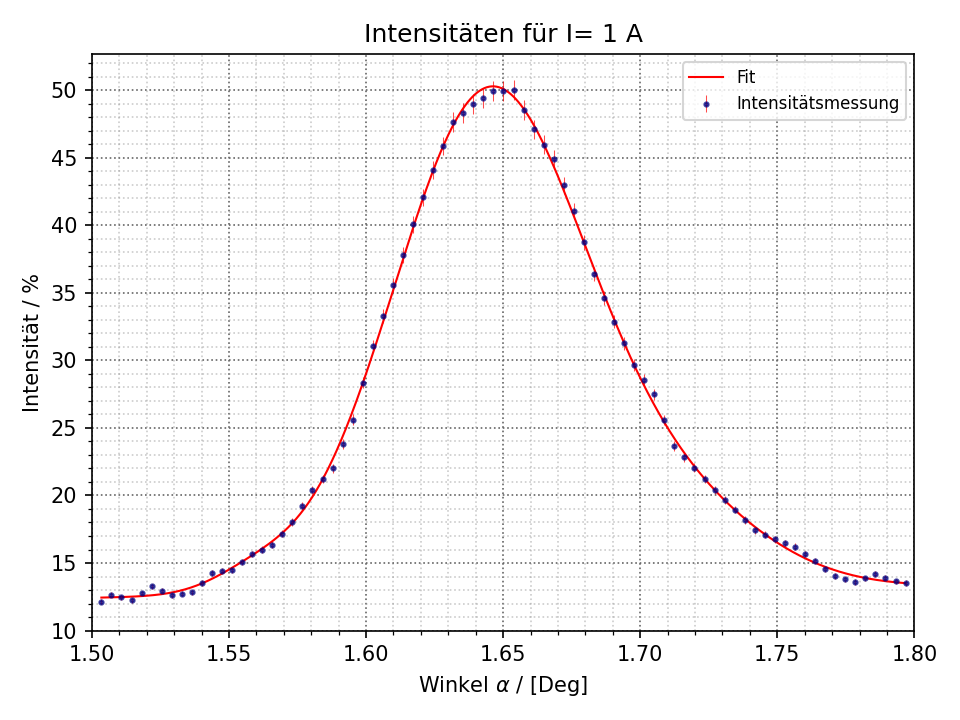 Intensitäten für I= 1 A
Fit
Intensitätsmessung
Intensität / %
50
45
40
35
30
25
20
15
10
1.50 1.55 1.60 1.65 1.70 1.75 1.80
Winkel α / [Deg]